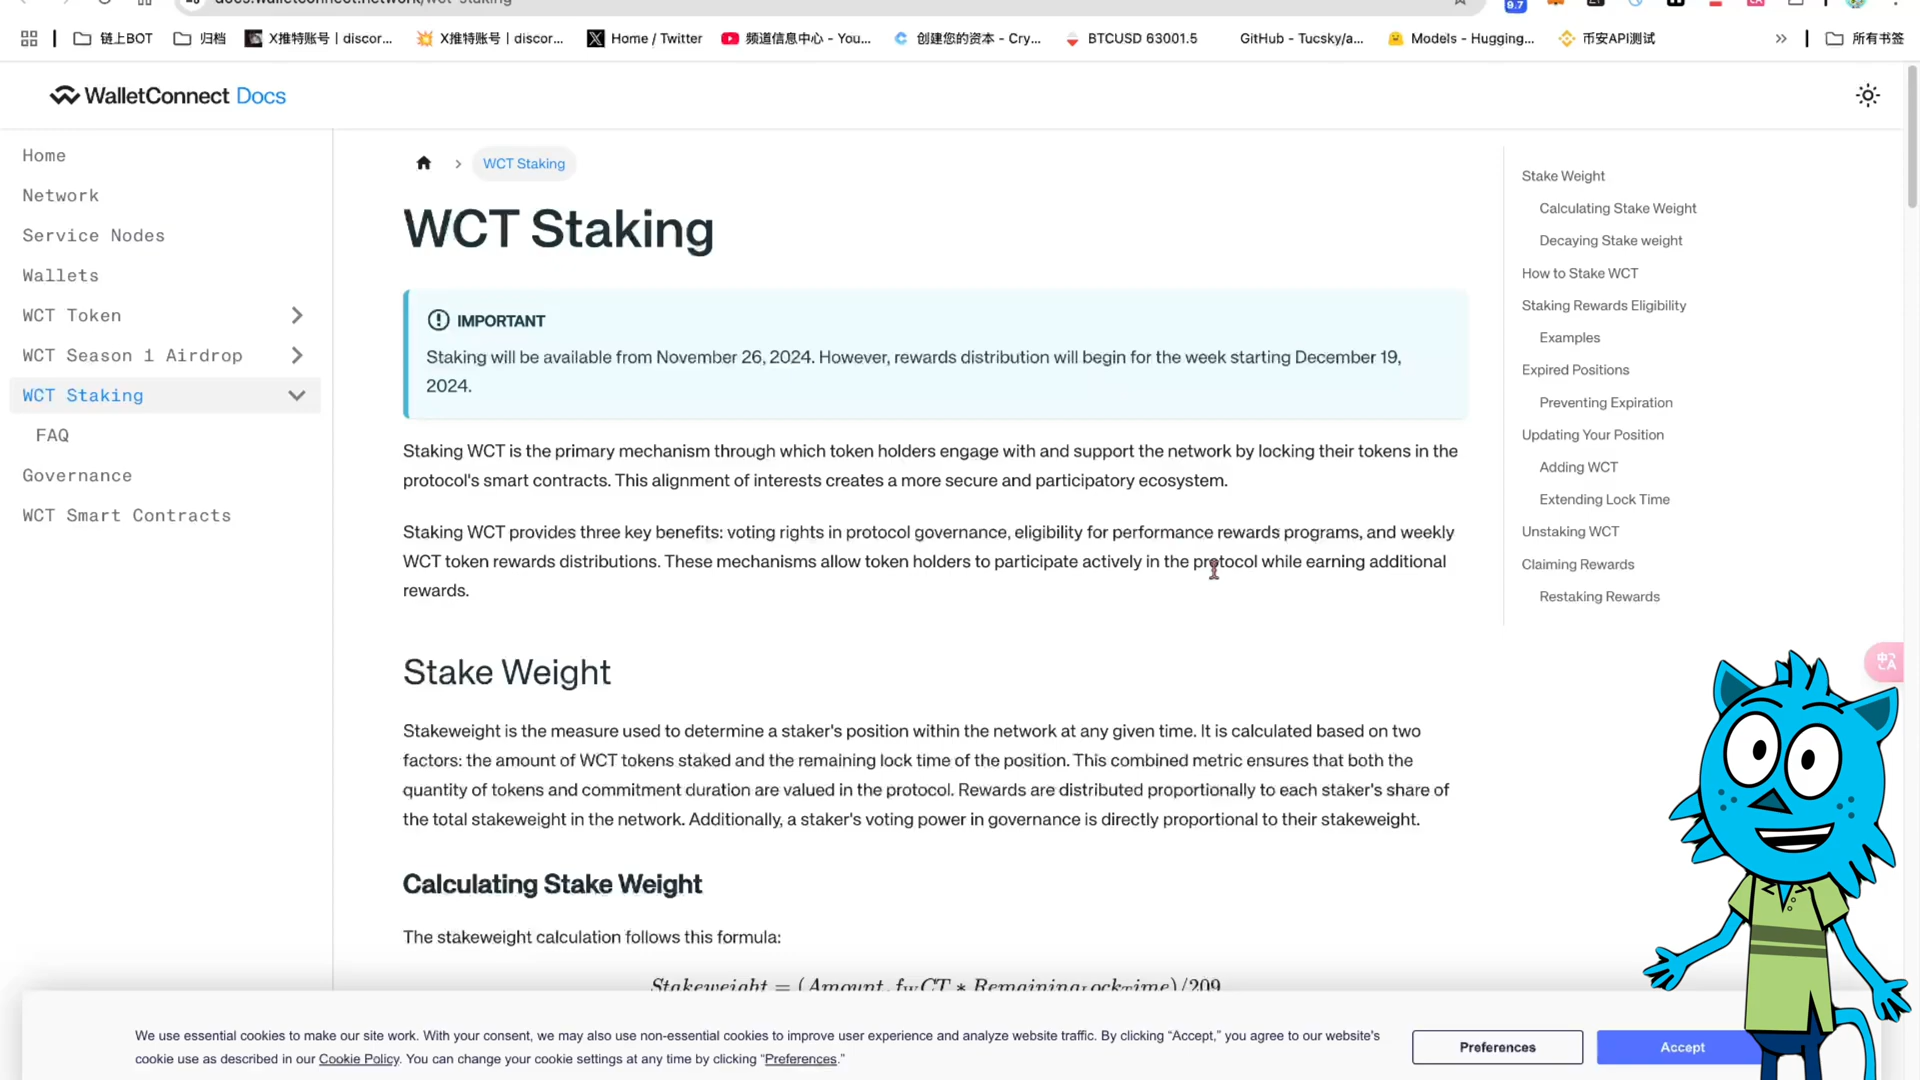 docs.walletconnect.network/wct-staking
9.7
链上BOT
归档
X推特账号 | discor...
X推特账号 | discor...
Home / Twitter
频道信息中心 - You...
创建您的资本 - Cry...
BTCUSD 63001.5
GitHub - Tucsky/a...
Models - Hugging...
币安API测试
所有书签
WalletConnect Docs
Home
Network
Service Nodes
Wallets
WCT Token
WCT Season 1 Airdrop
WCT Staking
FAQ
Governance
WCT Smart Contracts
WCT Staking
WCT Staking
IMPORTANT
Staking will be available from November 26, 2024. However, rewards distribution will begin for the week starting December 19,
2024.
Staking WCT is the primary mechanism through which token holders engage with and support the network by locking their tokens in the
protocol's smart contracts. This alignment of interests creates a more secure and participatory ecosystem.
Staking WCT provides three key benefits: voting rights in protocol governance, eligibility for performance rewards programs, and weekly
WCT token rewards distributions. These mechanisms allow token holders to participate actively in the protocol while earning additional
rewards.
Stake Weight
Stakeweight is the measure used to determine a staker's position within the network at any given time. It is calculated based on two
factors: the amount of WCT tokens staked and the remaining lock time of the position. This combined metric ensures that both the
quantity of tokens and commitment duration are valued in the protocol. Rewards are distributed proportionally to each staker's share of
the total stakeweight in the network. Additionally, a staker's voting power in governance is directly proportional to their stakeweight.
Calculating Stake Weight
The stakeweight calculation follows this formula:
Stakeweight = (Amount, fWCT * RemainingLockTime)/209
Stake Weight
Calculating Stake Weight
Decaying Stake weight
How to Stake WCT
Staking Rewards Eligibility
Examples
Expired Positions
Preventing Expiration
Updating Your Position
Adding WCT
Extending Lock Time
Unstaking WCT
Claiming Rewards
Restaking Rewards
We use essential cookies to make our site work. With your consent, we may also use non-essential cookies to improve user experience and analyze website traffic. By clicking “Accept,” you agree to our website's
cookie use as described in our Cookie Policy. You can change your cookie settings at any time by clicking “Preferences.”
Preferences
Accept